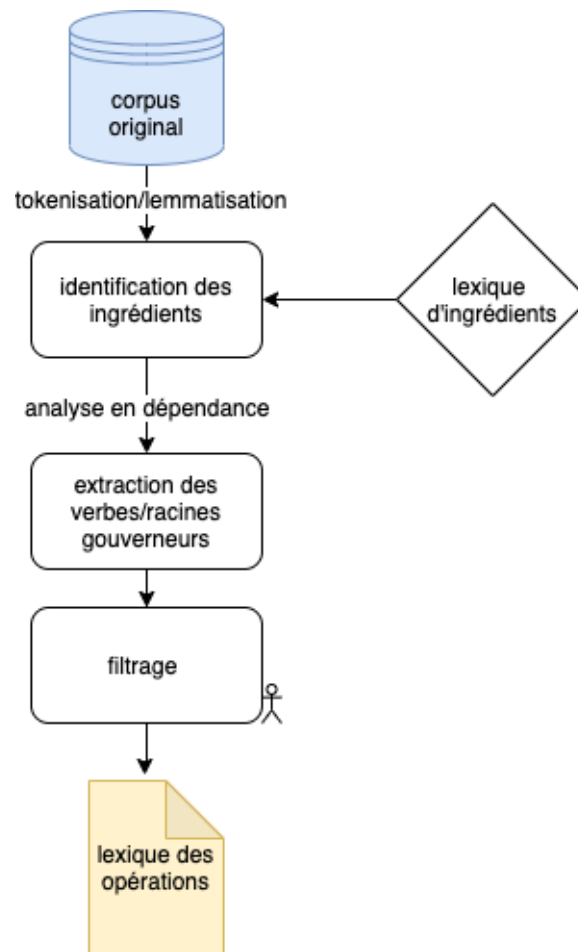 corpus
original
tokenisation/lemmatisation
identification des
ingrédients
lexique
d'ingrédients
analyse en dépendance
extraction des
verbes/racines
gouverneurs
filtrage
lexique des
opérations